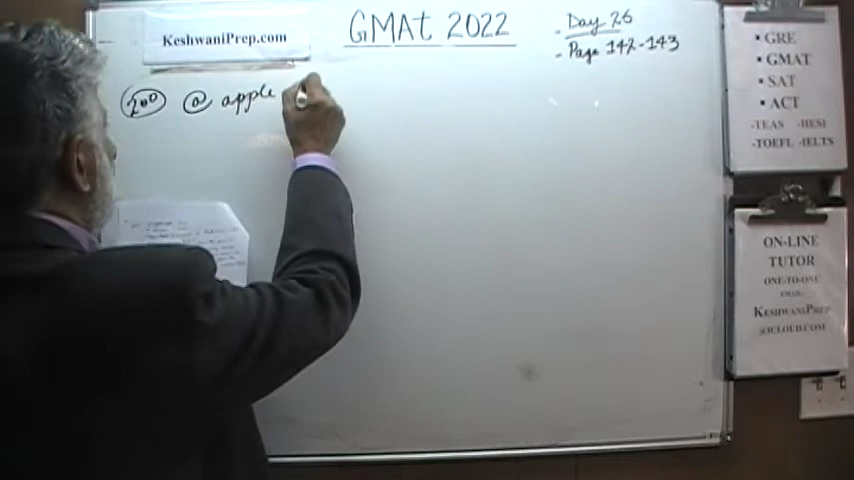 KeshwaniPrep.com
GMAt 2022
- Day 26
- Page 142-143
200 @ apple
• GRE
• GMAT
• SAT
• ACT
-TEAS -HESI
-TOEFL -IELTS
ON-LINE
TUTOR
ONE-TO-ONE
KESHWANIPREP
@ICLOUD.COM